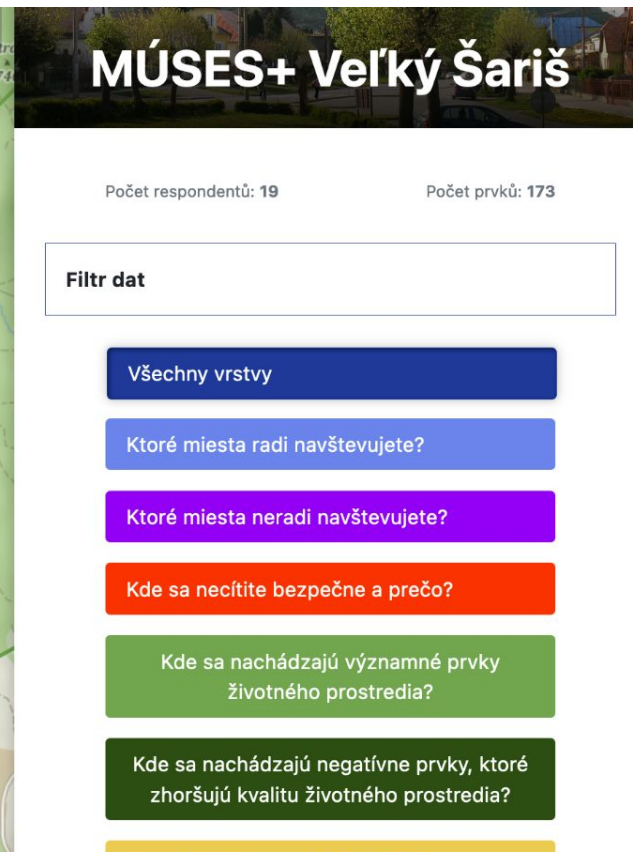 MÚSES+ Veľký Šariš
Počet respondentů: 19
Počet prvků: 173
Filtr dat
Všechny vrstvy
Ktoré miesta radi navštevujete?
Ktoré miesta neradi navštevujete?
Kde sa necítite bezpečne a prečo?
Kde sa nachádzajú významné prvky
životného prostredia?
Kde sa nachádzajú negatívne prvky, ktoré
zhoršujú kvalitu životného prostredia?